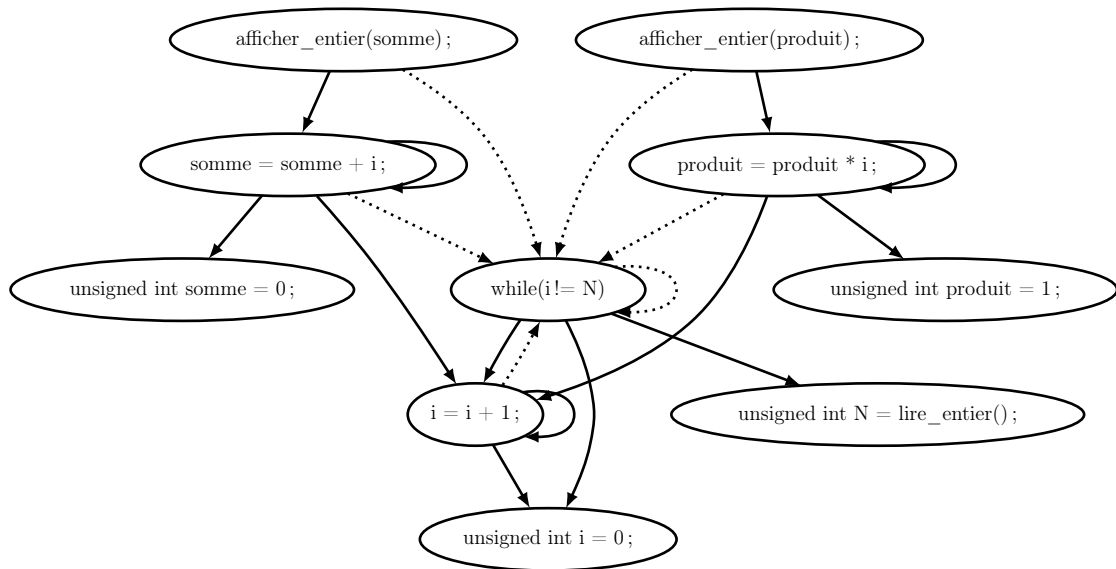 afficher_entier(somme) ;
afficher_entier(produit) ;
somme = somme + i ;
produit = produit * i ;
unsigned int somme = 0 ;
while(i != N)
unsigned int produit = 1 ;
i = i + 1 ;
unsigned int N = lire_entier() ;
unsigned int i = 0 ;